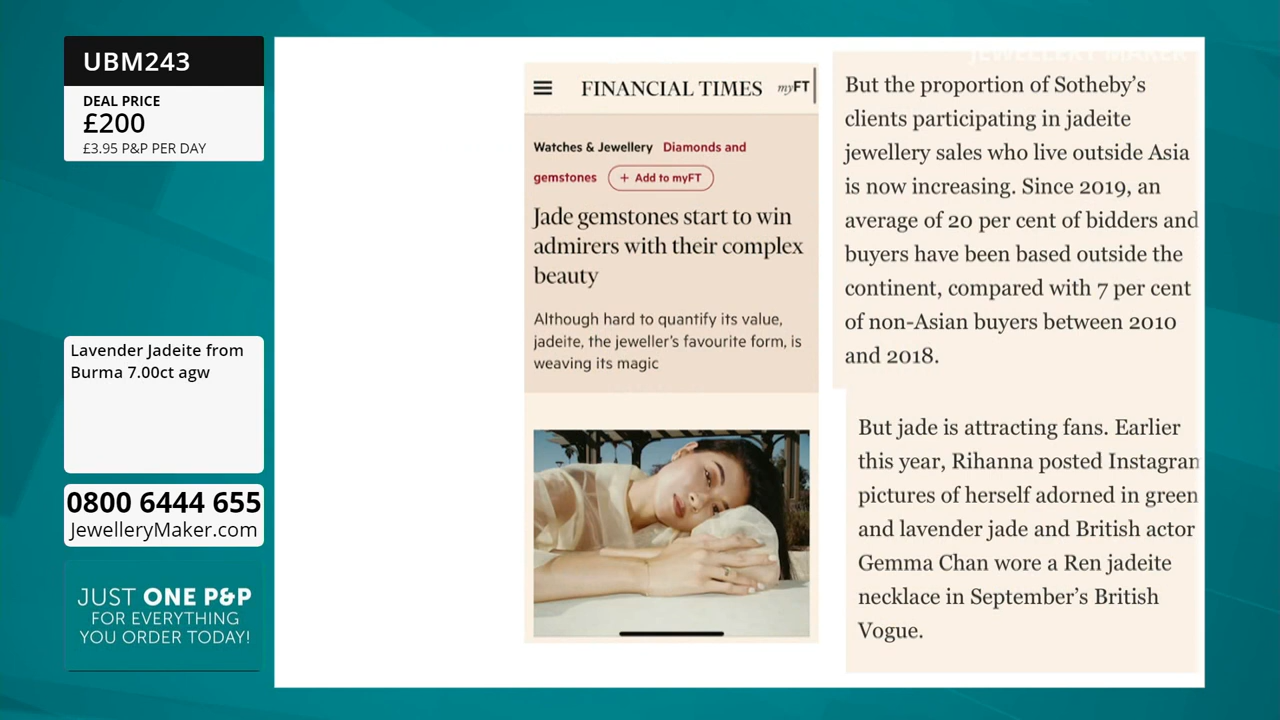 UBM243
DEAL PRICE
£200
£3.95 P&P PER DAY
Lavender Jadeite from
Burma 7.00ct agw
0800 6444 655
JewelleryMaker.com
JUST ONE P&P
FOR EVERYTHING
YOU ORDER TODAY!
FINANCIAL TIMES myFT
Watches & Jewellery Diamonds and
gemstones + Add to myFT
Jade gemstones start to win
admirers with their complex
beauty
Although hard to quantify its value,
jadeite, the jeweller's favourite form, is
weaving its magic
JEWELLERY MAKER
But the proportion of Sotheby's
clients participating in jadeite
jewellery sales who live outside Asia
is now increasing. Since 2019, an
average of 20 per cent of bidders and
buyers have been based outside the
continent, compared with 7 per cent
of non-Asian buyers between 2010
and 2018.
But jade is attracting fans. Earlier
this year, Rihanna posted Instagram
pictures of herself adorned in green
and lavender jade and British actor
Gemma Chan wore a Ren jadeite
necklace in September's British
Vogue.